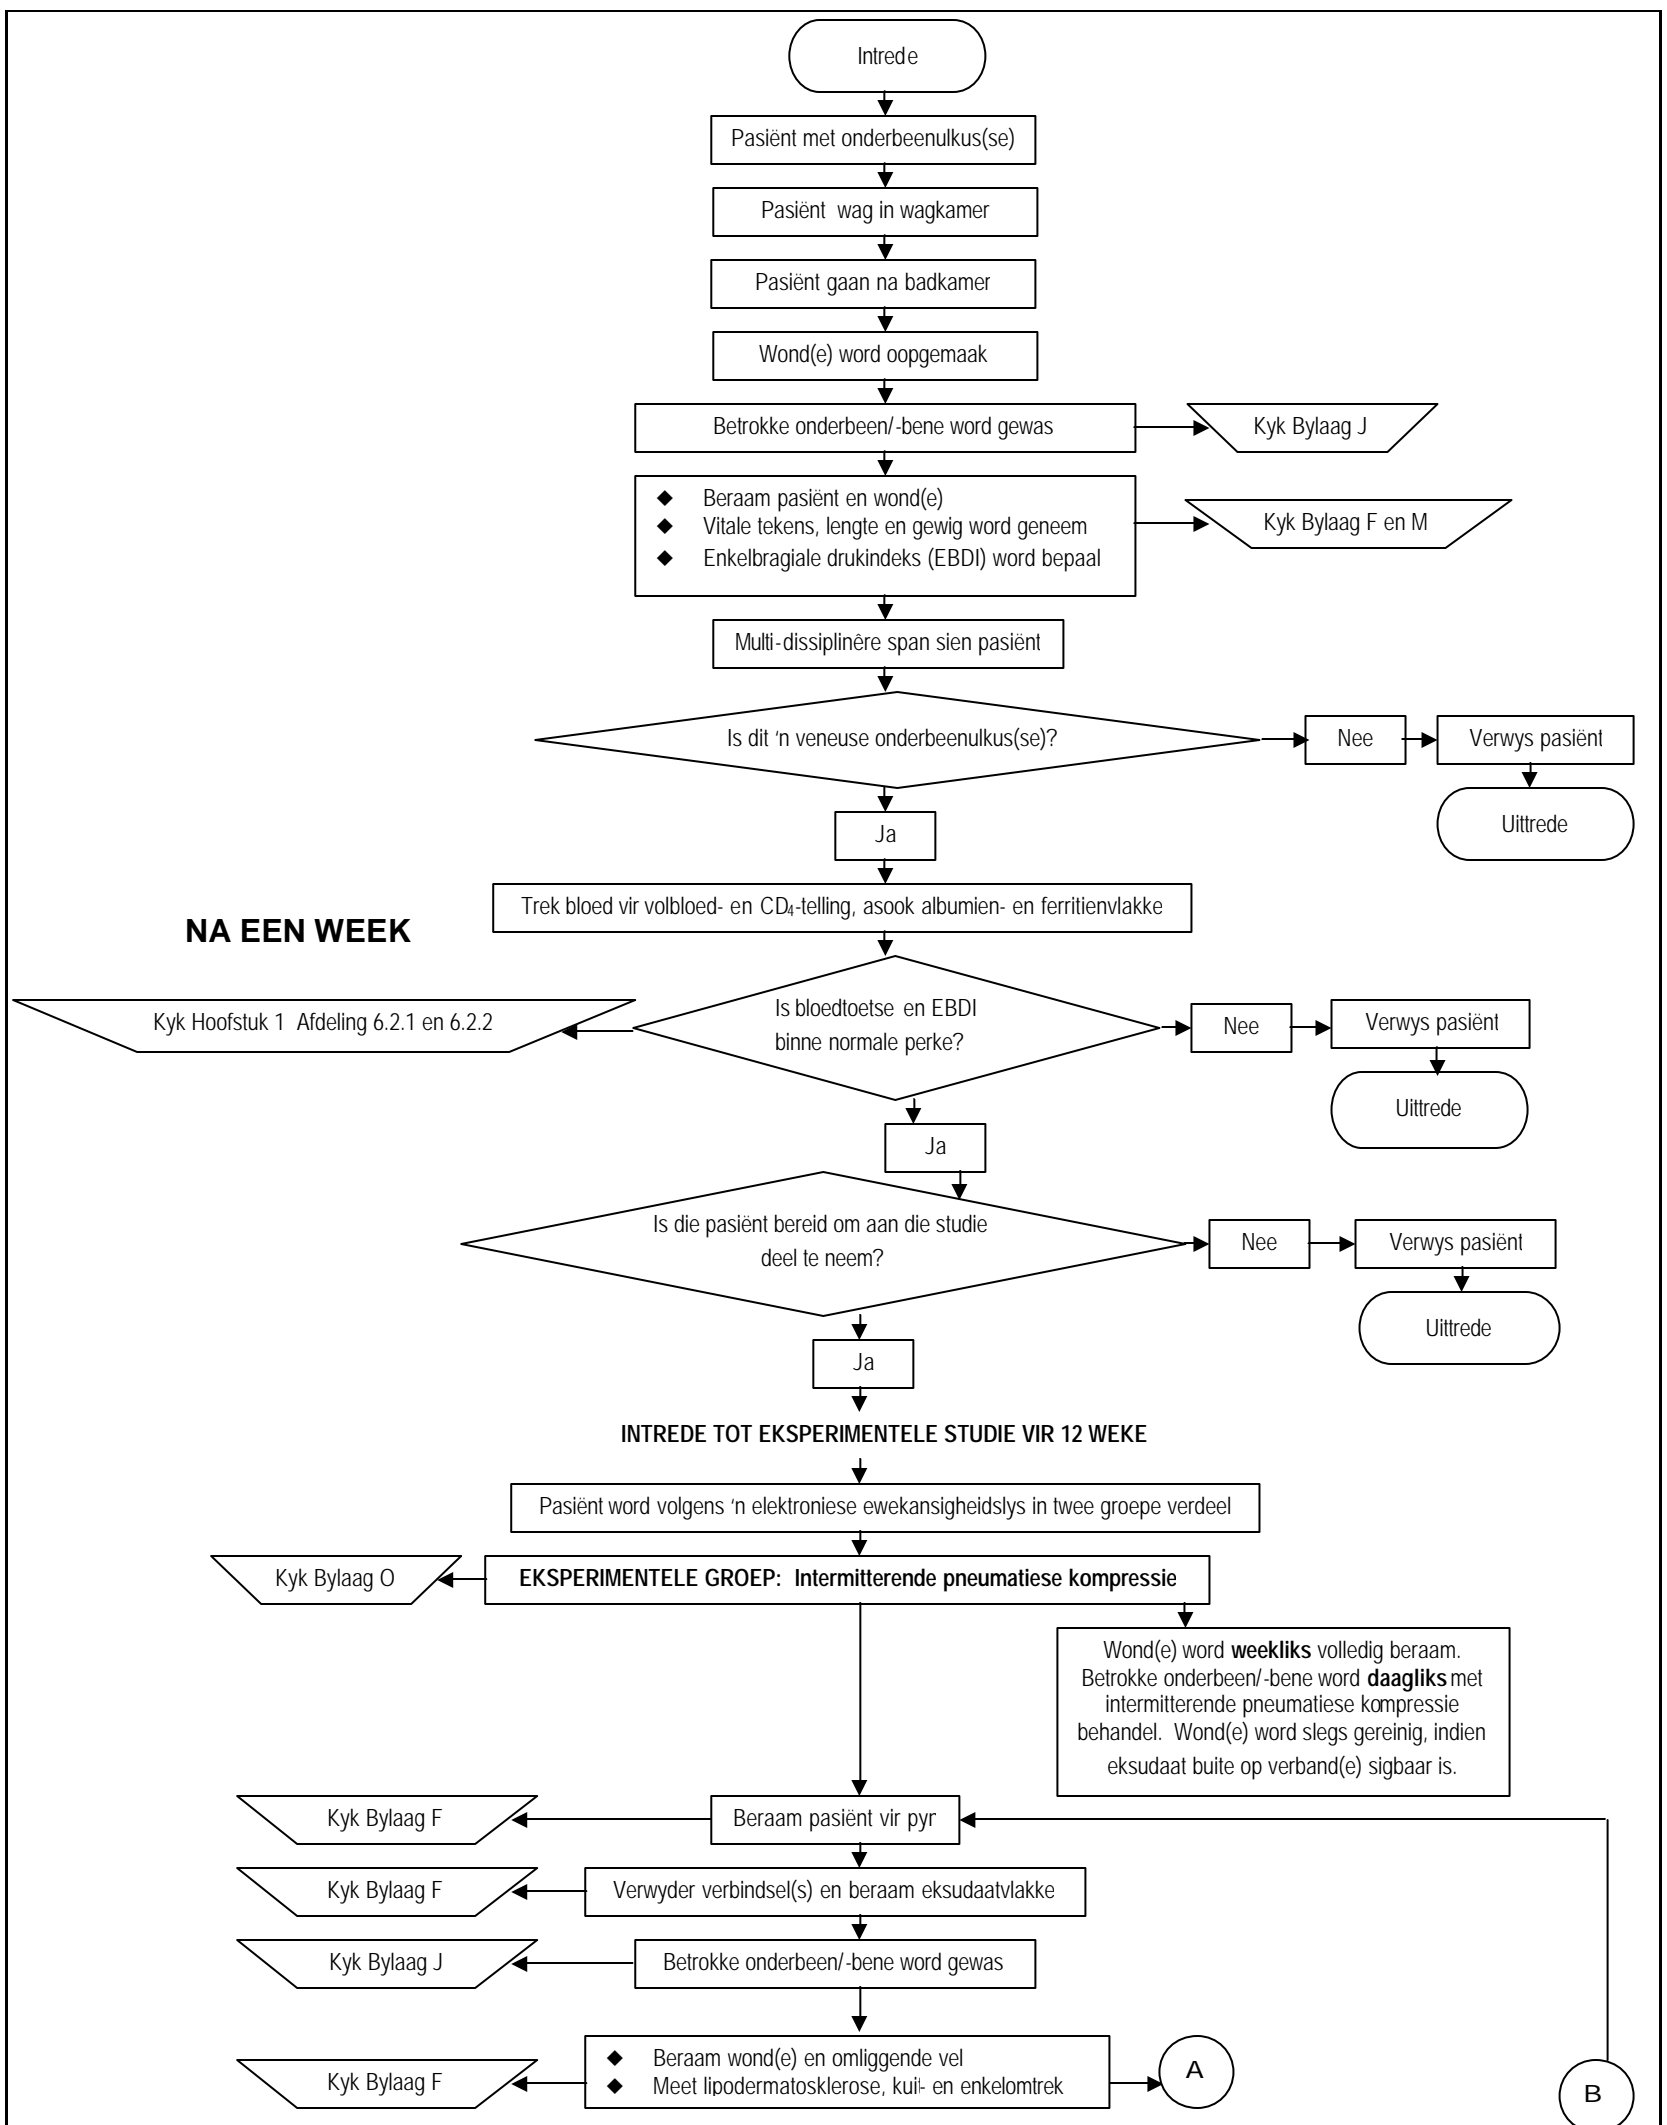 Intrede
Pasiënt met onderbeenulkus(se)
Pasiënt wag in wagkamer
Pasiënt gaan na badkamer
Wond(e) word oopgemaak
Betrokke onderbeen/-bene word gewas
Kyk Bylaag J
◆ Beraam pasiënt en wond(e)
◆ Vitale tekens, lengte en gewig word geneem
◆ Enkelbragiale drukindeks (EBDI) word bepaal
Kyk Bylaag F en M
Multi-dissiplinêre span sien pasiënt
Is dit 'n veneuse onderbeenulkus(se)?
Nee
Verwys pasiënt
Uittrede
Ja
Trek bloed vir volbloed- en CD₄-telling, asook albumien- en ferritienvlakke
NA EEN WEEK
Kyk Hoofstuk 1 Afdeling 6.2.1 en 6.2.2
Is bloedtoetse en EBDI
binne normale perke?
Nee
Verwys pasiënt
Uittrede
Ja
Is die pasiënt bereid om aan die studie
deel te neem?
Nee
Verwys pasiënt
Uittrede
Ja
INTREDE TOT EKSPERIMENTELE STUDIE VIR 12 WEKE
Pasiënt word volgens 'n elektroniese ewekansigheidslys in twee groepe verdeel
Kyk Bylaag O
EKSPERIMENTELE GROEP: Intermitterende pneumatiese kompressie
Wond(e) word weekliks volledig beraam.
Betrokke onderbeen/-bene word daagliks met
intermitterende pneumatiese kompressie
behandel. Wond(e) word slegs gereinig, indien
eksudaat buite op verband(e) sigbaar is.
Kyk Bylaag F
Beraam pasiënt vir pyn
Kyk Bylaag F
Verwyder verbindsel(s) en beraam eksudaatvlakke
Kyk Bylaag J
Betrokke onderbeen/-bene word gewas
Kyk Bylaag F
◆ Beraam wond(e) en omliggende vel
◆ Meet lipodermatosklerose, kuit- en enkelomtrek
A
B